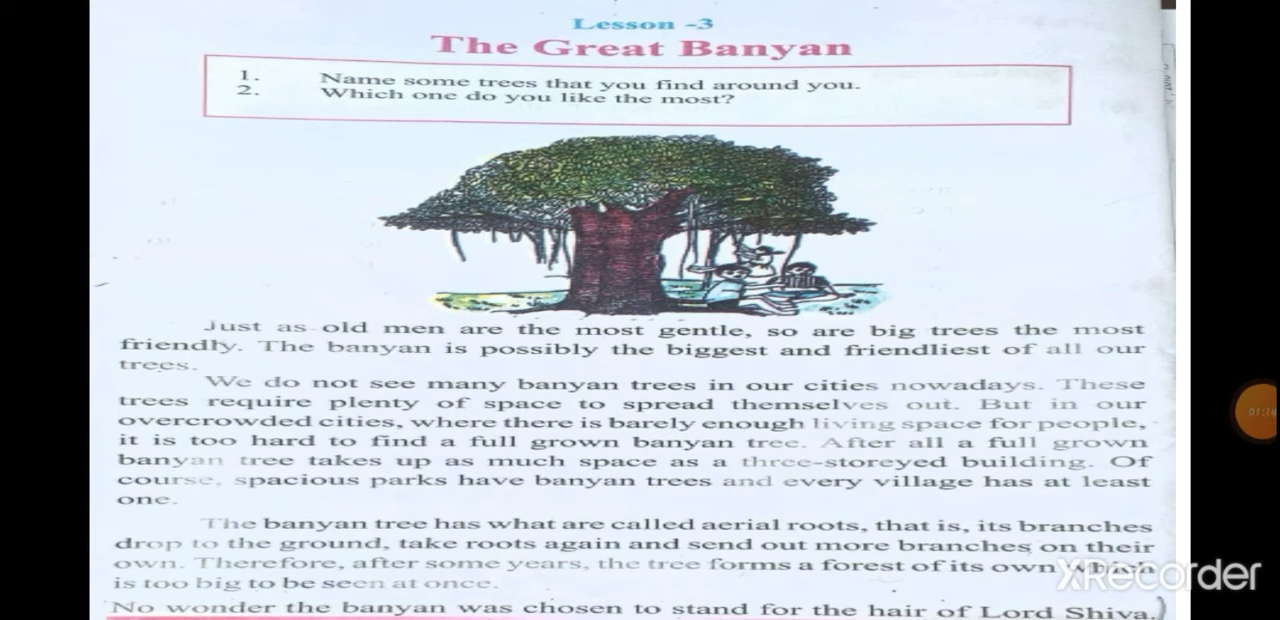 Lesson -3
The Great Banyan
1. Name some trees that you find around you.
2. Which one do you like the most?
Just as old men are the most gentle, so are big trees the most
friendly. The banyan is possibly the biggest and friendliest of all our
trees.
We do not see many banyan trees in our cities nowadays. These
trees require plenty of space to spread themselves out. But in our
overcrowded cities, where there is barely enough living space for people,
it is too hard to find a full grown banyan tree. After all a full grown
banyan tree takes up as much space as a three-storeyed building. Of
course, spacious parks have banyan trees and every village has at least
one.
The banyan tree has what are called aerial roots, that is, its branches
drop to the ground, take roots again and send out more branches on their
own. Therefore, after some years, the tree forms a forest of its own which
is too big to be seen at once.
No wonder the banyan was chosen to stand for the hair of Lord Shiva.
XRecorder